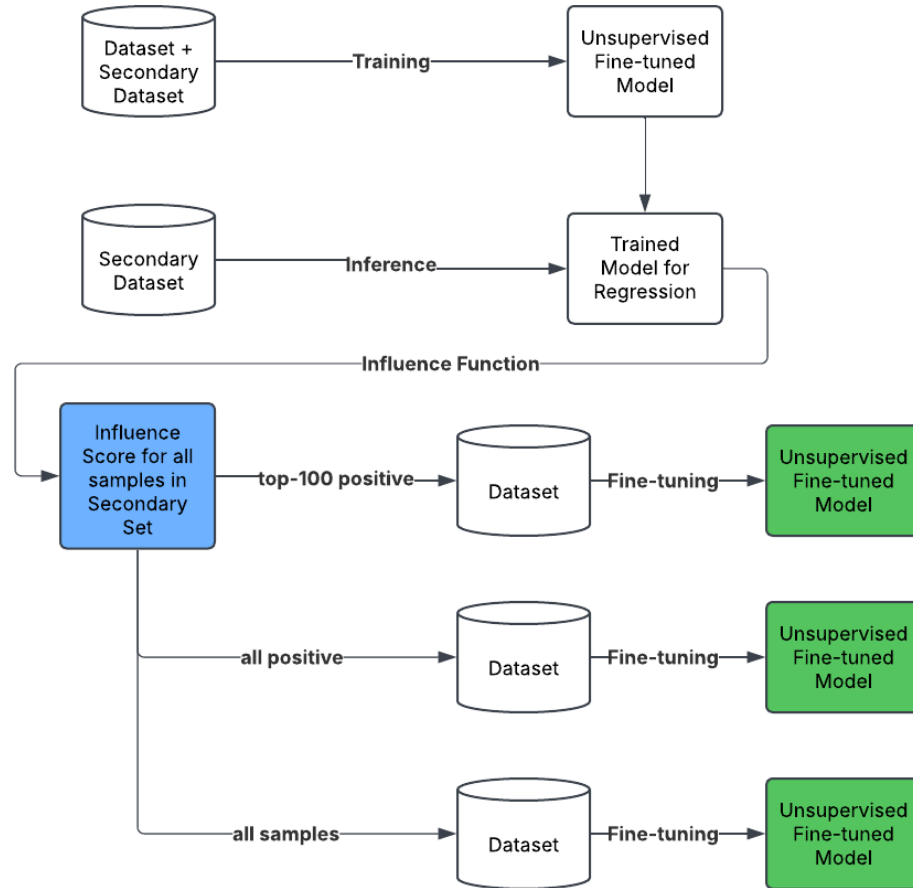 Dataset +
Secondary
Dataset
Training
Unsupervised
Fine-tuned
Model
Secondary
Dataset
Inference
Trained
Model for
Regression
Influence Function
Influence
Score for all
samples in
Secondary
Set
top-100 positive
Dataset
Fine-tuning
Unsupervised
Fine-tuned
Model
all positive
Dataset
Fine-tuning
Unsupervised
Fine-tuned
Model
all samples
Dataset
Fine-tuning
Unsupervised
Fine-tuned
Model